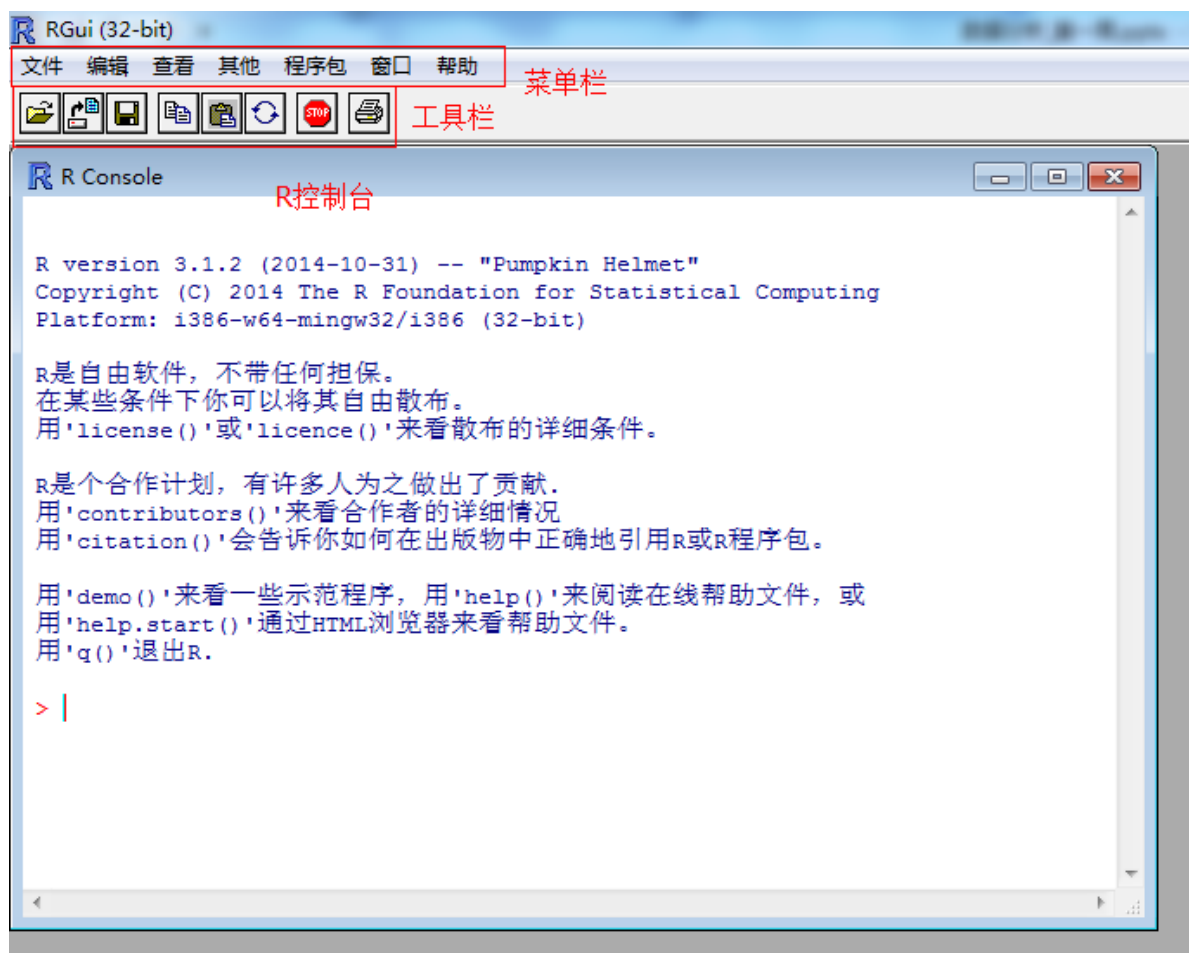 RGui (32-bit)
文件 编辑 查看 其他 程序包 窗口 帮助
菜单栏
STOP
工具栏
R Console
R控制台
R version 3.1.2 (2014-10-31) -- "Pumpkin Helmet"
Copyright (C) 2014 The R Foundation for Statistical Computing
Platform: i386-w64-mingw32/i386 (32-bit)
R是自由软件，不带任何担保。
在某些条件下你可以将其自由散布。
用'license()'或'licence()'来看散布的详细条件。
R是个合作计划，有许多人为之做出了贡献.
用'contributors()'来看合作者的详细情况
用'citation()'会告诉你如何在出版物中正确地引用R或R程序包。
用'demo()'来看一些示范程序，用'help()'来阅读在线帮助文件，或
用'help.start()'通过HTML浏览器来看帮助文件。
用'q()'退出R.
>